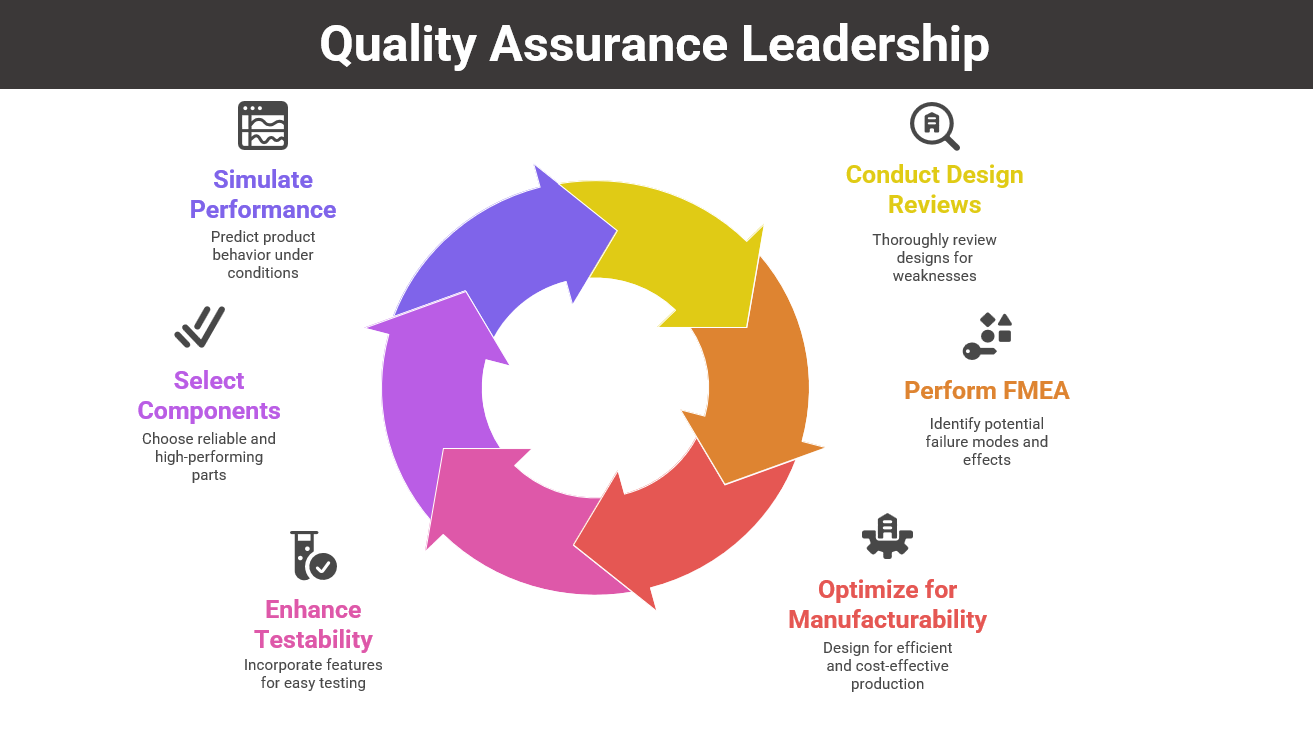 Quality Assurance Leadership
Simulate
Performance
Predict product
behavior under
conditions
Conduct Design
Reviews
Thoroughly review
designs for
weaknesses
Select
Components
Choose reliable and
high-performing
parts
Perform FMEA
Identify potential
failure modes and
effects
Enhance
Testability
Incorporate features
for easy testing
Optimize for
Manufacturability
Design for efficient
and cost-effective
production